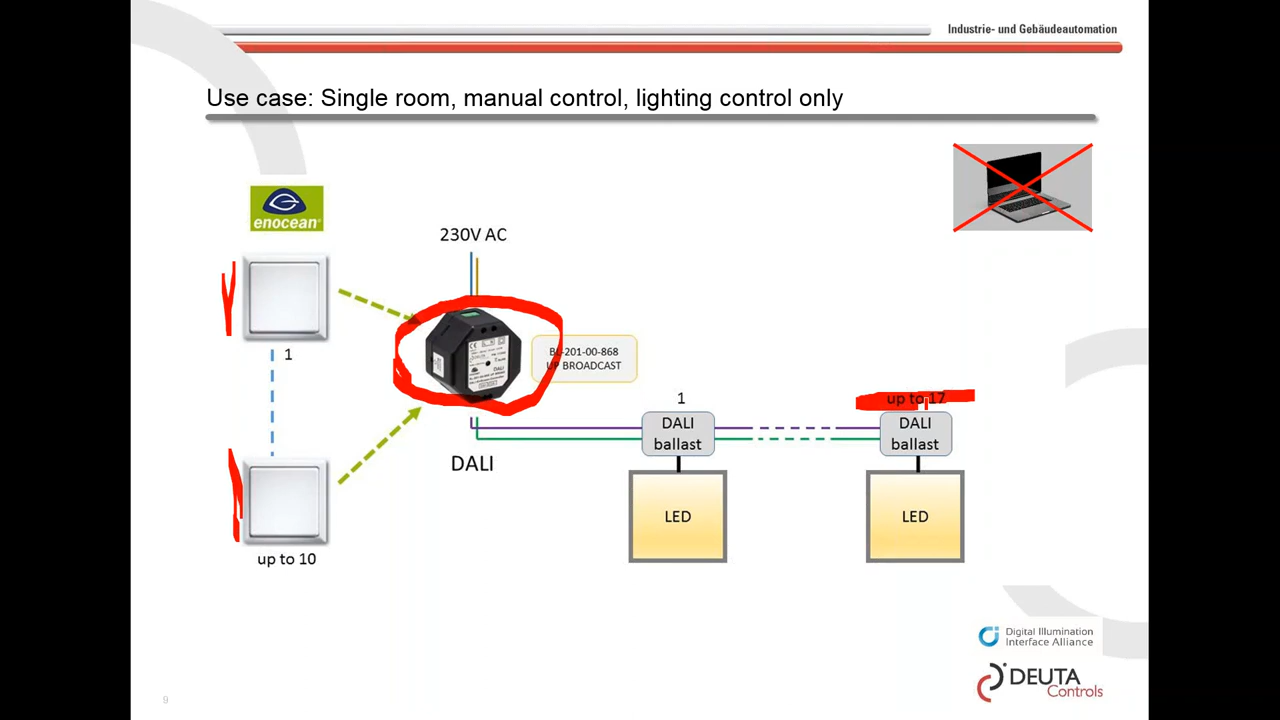 Industrie- und Gebäudeautomation
Use case: Single room, manual control, lighting control only
enocean®
230V AC
1
BL-201-00-868
UP BROADCAST
DALI
1
up to 17
DALI
ballast
DALI
ballast
DALI
LED
LED
up to 10
Digital Illumination
Interface Alliance
DEUTA
Controls
9